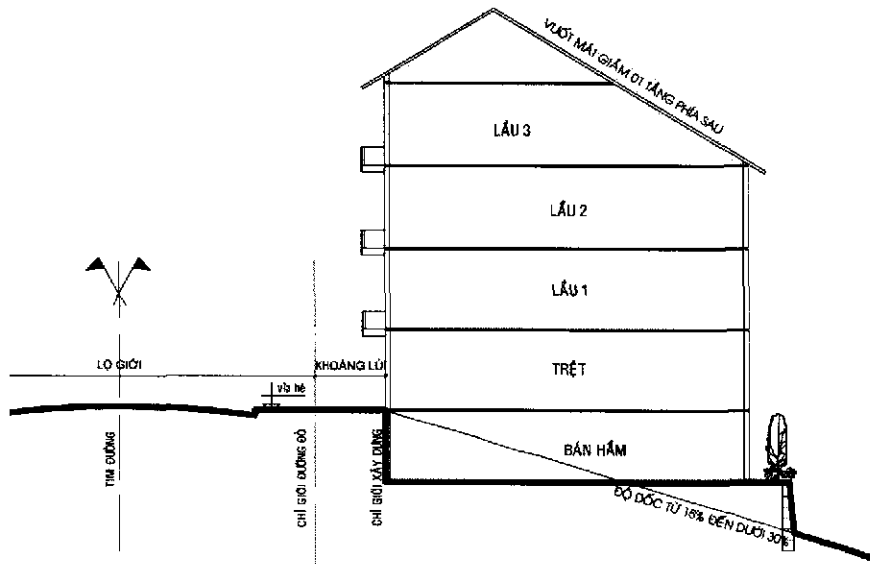 VUỐT MÁI GIẢM 01 TẦNG PHÍA SAU
LẦU 3
LẦU 2
LẦU 1
LỘ GIỚI
KHOẢNG LÙI
TRỆT
vỉa hè
TIM ĐƯỜNG
CHỈ GIỚI ĐƯỜNG ĐỎ
CHỈ GIỚI XÂY DỰNG
BÁN HẦM
ĐỘ DỐC TỪ 15% ĐẾN DƯỚI 30%